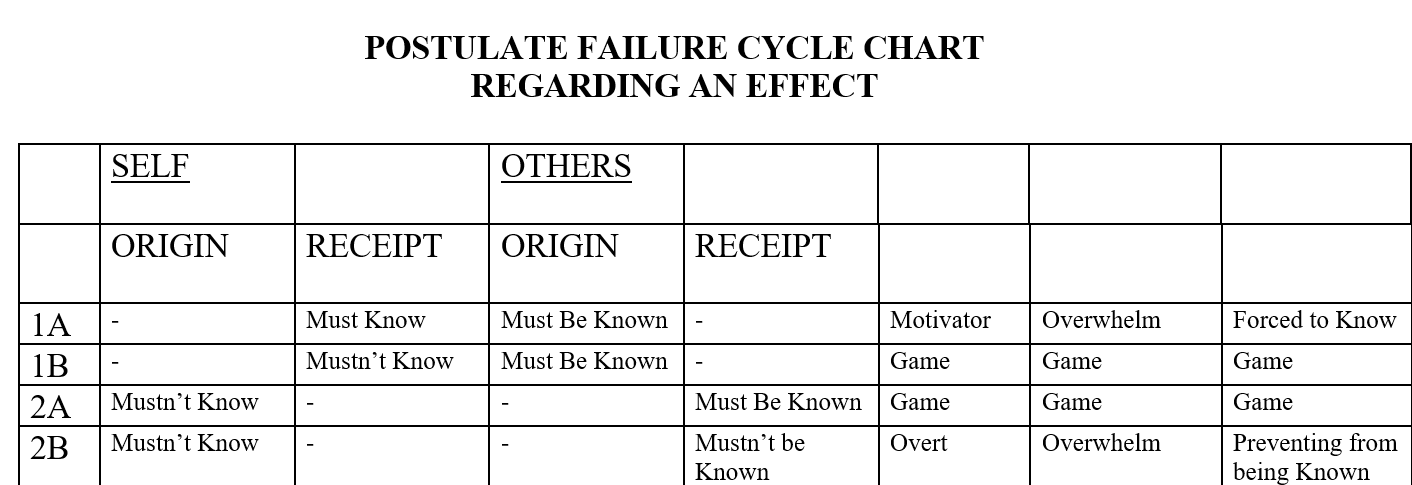 POSTULATE FAILURE CYCLE CHART
REGARDING AN EFFECT
SELF OTHERS
ORIGIN RECEIPT ORIGIN RECEIPT
1A - Must Know Must Be Known - Motivator Overwhelm Forced to Know
1B - Mustn’t Know Must Be Known - Game Game Game
2A Mustn’t Know - - Must Be Known Game Game Game
2B Mustn’t Know - - Mustn’t be Overt Overwhelm Preventing from
Known being Known